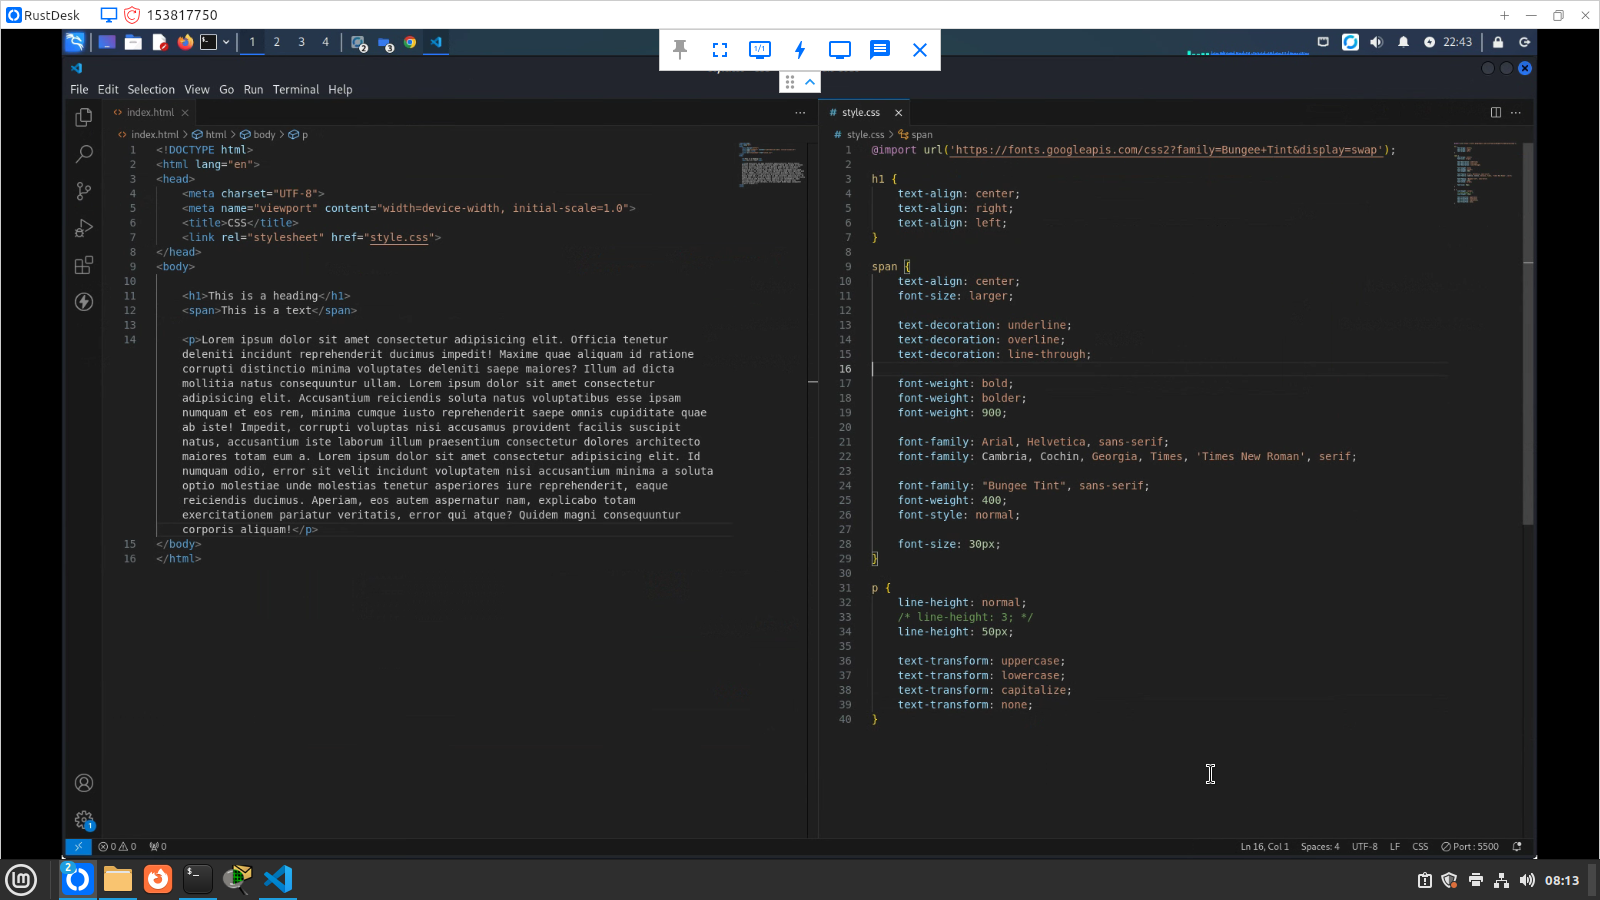 RustDesk
153817750
1 2 3 4
22:43
File Edit Selection View Go Run Terminal Help
index.html
style.css
index.html > html > body > p
style.css > span
1 <!DOCTYPE html>
2 <html lang="en">
3 <head>
4 <meta charset="UTF-8">
5 <meta name="viewport" content="width=device-width, initial-scale=1.0">
6 <title>CSS</title>
7 <link rel="stylesheet" href="style.css">
8 </head>
9 <body>
10
11 <h1>This is a heading</h1>
12 <span>This is a text</span>
13
14 <p>Lorem ipsum dolor sit amet consectetur adipisicing elit. Officia tenetur
deleniti incidunt reprehenderit ducimus impedit! Maxime quae aliquam id ratione
corrupti distinctio minima voluptates deleniti saepe maiores? Illum ad dicta
mollitia natus consequuntur ullam. Lorem ipsum dolor sit amet consectetur
adipisicing elit. Accusantium reiciendis soluta natus voluptatibus esse ipsam
numquam et eos rem, minima cumque iusto reprehenderit saepe omnis cupiditate quae
ab iste! Impedit, corrupti voluptas nisi accusamus provident facilis suscipit
natus, accusantium iste laborum illum praesentium consectetur dolores architecto
maiores totam eum a. Lorem ipsum dolor sit amet consectetur adipisicing elit. Id
numquam odio, error sit velit incidunt voluptatem nisi accusantium minima a soluta
optio molestiae unde molestias tenetur asperiores iure reprehenderit, eaque
reiciendis ducimus. Aperiam, eos autem aspernatur nam, explicabo totam
exercitationem pariatur veritatis, error qui atque? Quidem magni consequuntur
corporis aliquam!</p>
15 </body>
16 </html>
1 @import url('https://fonts.googleapis.com/css2?family=Bungee+Tint&display=swap');
2
3 h1 {
4 text-align: center;
5 text-align: right;
6 text-align: left;
7 }
8
9 span {
10 text-align: center;
11 font-size: larger;
12
13 text-decoration: underline;
14 text-decoration: overline;
15 text-decoration: line-through;
16
17 font-weight: bold;
18 font-weight: bolder;
19 font-weight: 900;
20
21 font-family: Arial, Helvetica, sans-serif;
22 font-family: Cambria, Cochin, Georgia, Times, 'Times New Roman', serif;
23
24 font-family: "Bungee Tint", sans-serif;
25 font-weight: 400;
26 font-style: normal;
27
28 font-size: 30px;
29 }
30
31 p {
32 line-height: normal;
33 /* line-height: 3; */
34 line-height: 50px;
35
36 text-transform: uppercase;
37 text-transform: lowercase;
38 text-transform: capitalize;
39 text-transform: none;
40 }
0 0 0
Ln 16, Col 1 Spaces: 4 UTF-8 LF CSS Port : 5500
08:13